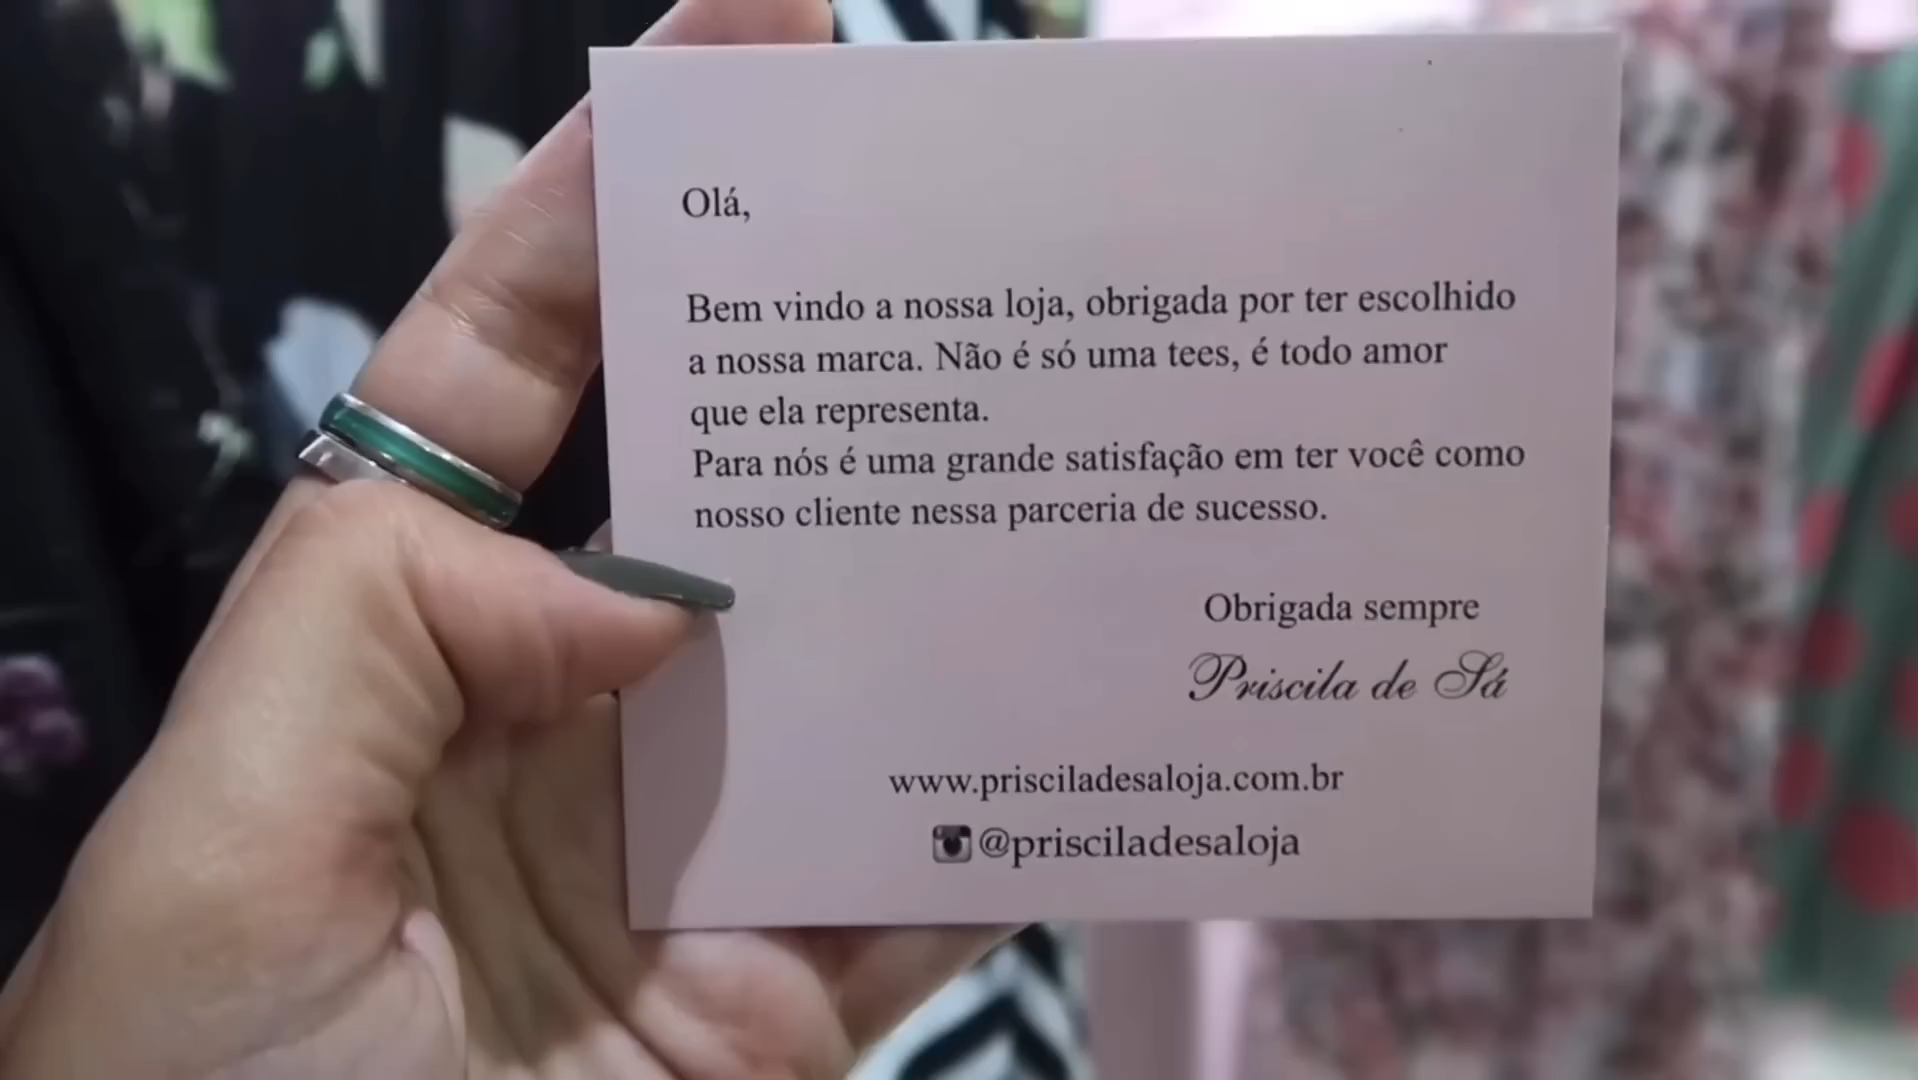 Olá,
Bem vindo a nossa loja, obrigada por ter escolhido
a nossa marca. Não é só uma tees, é todo amor
que ela representa.
Para nós é uma grande satisfação em ter você como
nosso cliente nessa parceria de sucesso.
Obrigada sempre
Priscila de Sá
www.prisciladesaloja.com.br
@prisciladesaloja